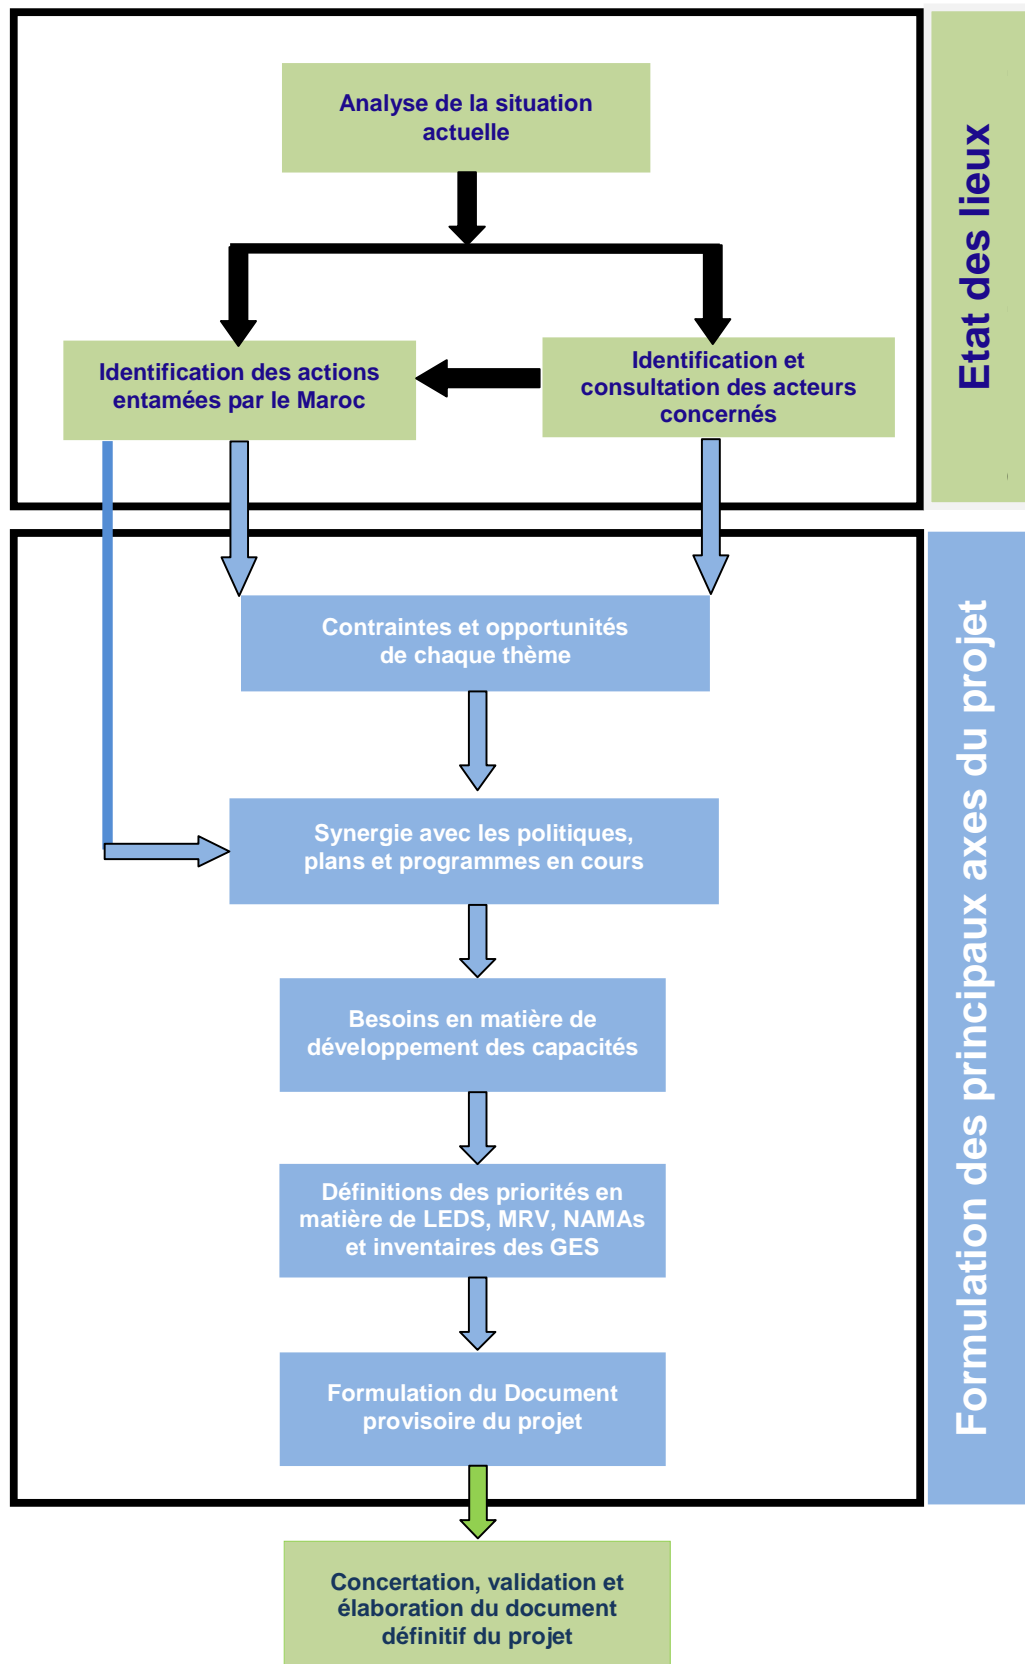 Analyse de la situation
actuelle
Etat des lieux
Identification des actions
entamées par le Maroc
Identification et
consultation des acteurs
concernés
Contraintes et opportunités
de chaque thème
Formulation des principaux axes du projet
Synergie avec les politiques,
plans et programmes en cours
Besoins en matière de
développement des capacités
Définitions des priorités en
matière de LEDS, MRV, NAMAs
et inventaires des GES
Formulation du Document
provisoire du projet
Concertation, validation et
élaboration du document
définitif du projet